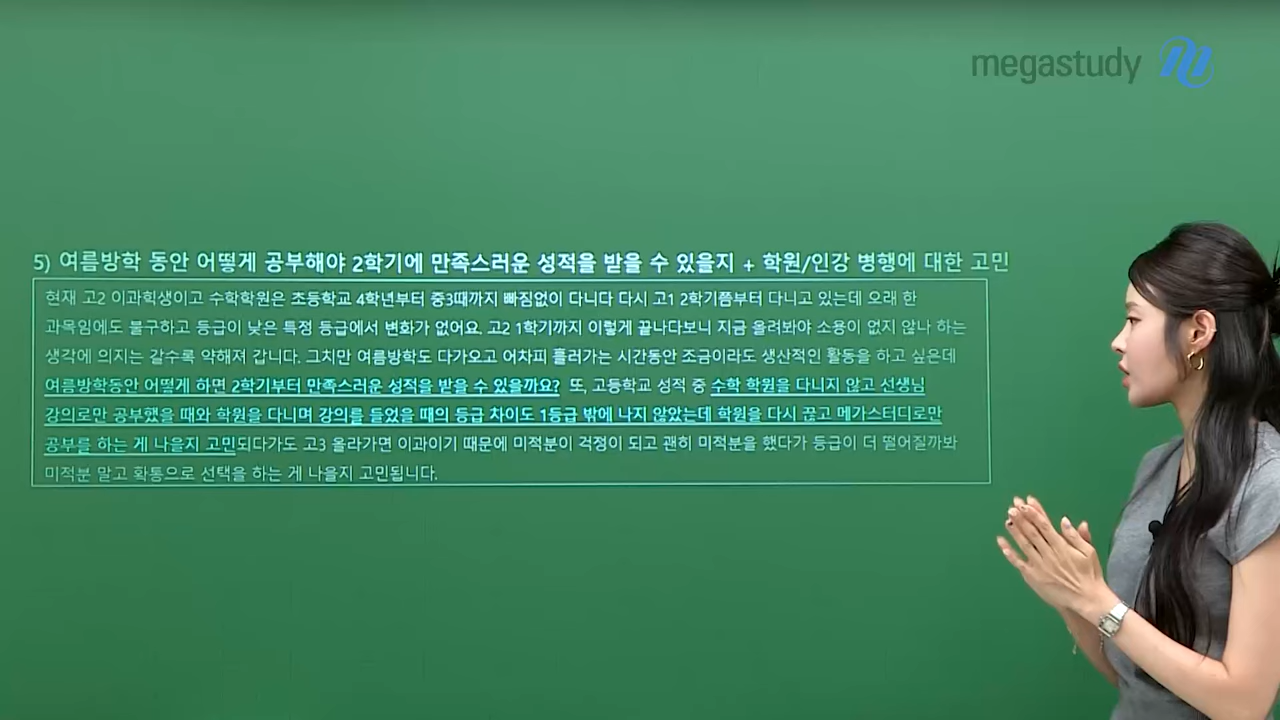 megastudy
5) 여름방학 동안 어떻게 공부해야 2학기에 만족스러운 성적을 받을 수 있을지 + 학원/인강 병행에 대한 고민
현재 고2 이과학생이고 수학학원은 초등학교 4학년부터 중3때까지 빠짐없이 다니다 다시 고1 2학기쯤부터 다니고 있는데 오래 한
과목임에도 불구하고 등급이 낮은 특정 등급에서 변화가 없어요. 고2 1학기까지 이렇게 끝나다보니 지금 올려봐야 소용이 없지 않나 하는
생각에 의지는 갈수록 약해져 갑니다. 그치만 여름방학도 다가오고 어차피 흘러가는 시간동안 조금이라도 생산적인 활동을 하고 싶은데
여름방학동안 어떻게 하면 2학기부터 만족스러운 성적을 받을 수 있을까요? 또, 고등학교 성적 중 수학 학원을 다니지 않고 선생님
강의로만 공부했을 때와 학원을 다니며 강의를 들었을 때의 등급 차이도 1등급 밖에 나지 않았는데 학원을 다시 끊고 메가스터디로만
공부를 하는 게 나을지 고민되다가도 고3 올라가면 이과이기 때문에 미적분이 걱정이 되고 괜히 미적분을 했다가 등급이 더 떨어질까봐
미적분 말고 확통으로 선택을 하는 게 나을지 고민됩니다.